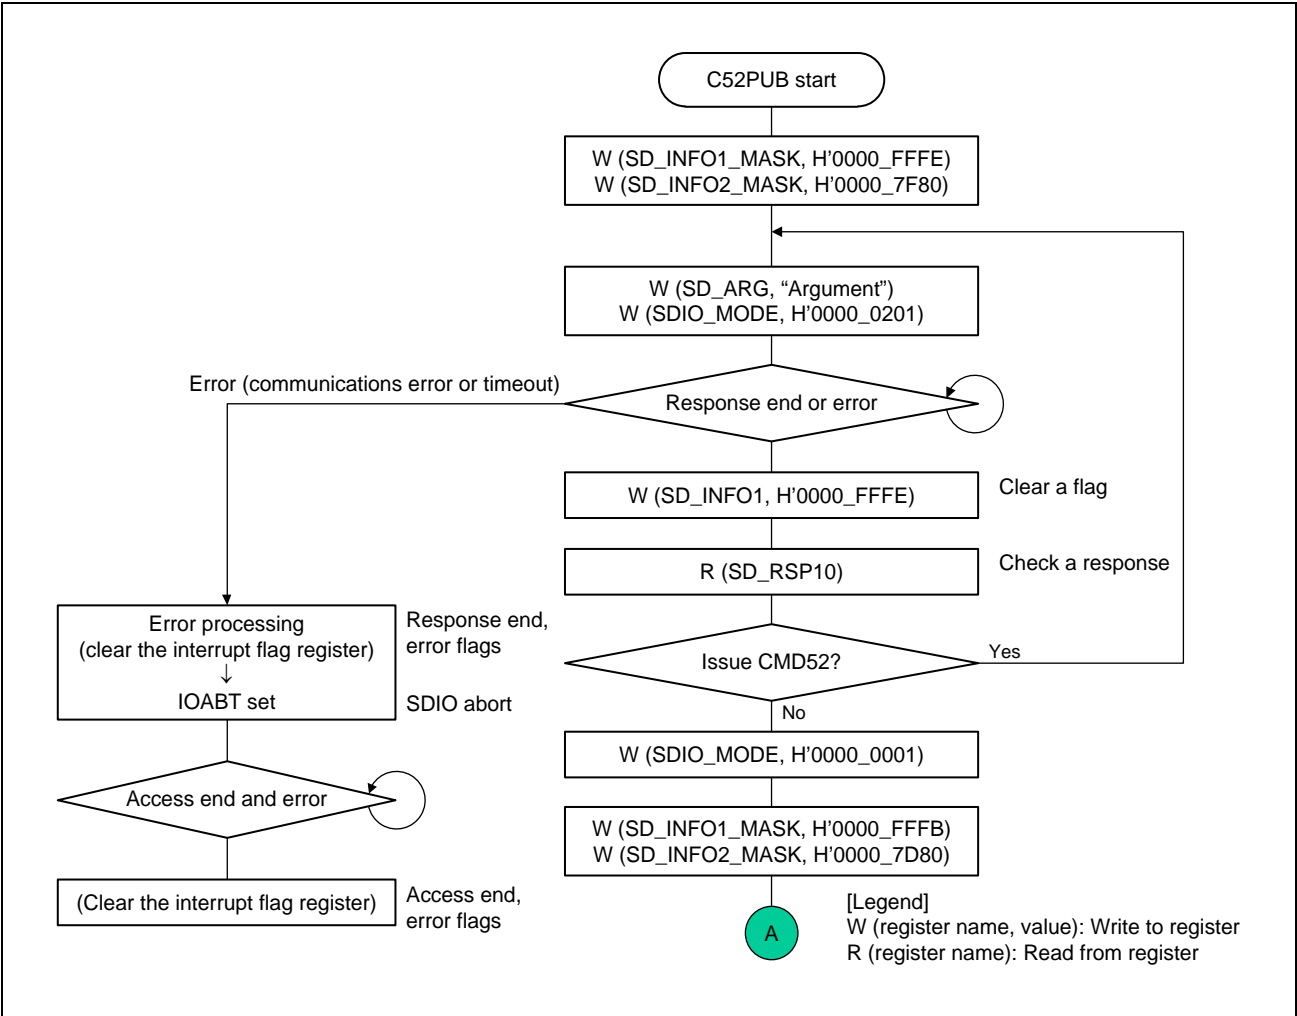 C52PUB start
W (SD_INFO1_MASK, H'0000_FFFE)
W (SD_INFO2_MASK, H'0000_7F80)
W (SD_ARG, “Argument”)
W (SDIO_MODE, H'0000_0201)
Error (communications error or timeout)
Response end or error
W (SD_INFO1, H'0000_FFFE)
Clear a flag
R (SD_RSP10)
Check a response
Error processing
(clear the interrupt flag register)
↓
IOABT set
Response end,
error flags
SDIO abort
Issue CMD52?
Yes
No
W (SDIO_MODE, H'0000_0001)
Access end and error
W (SD_INFO1_MASK, H'0000_FFFB)
W (SD_INFO2_MASK, H'0000_7D80)
(Clear the interrupt flag register)
Access end,
error flags
A
[Legend]
W (register name, value): Write to register
R (register name): Read from register